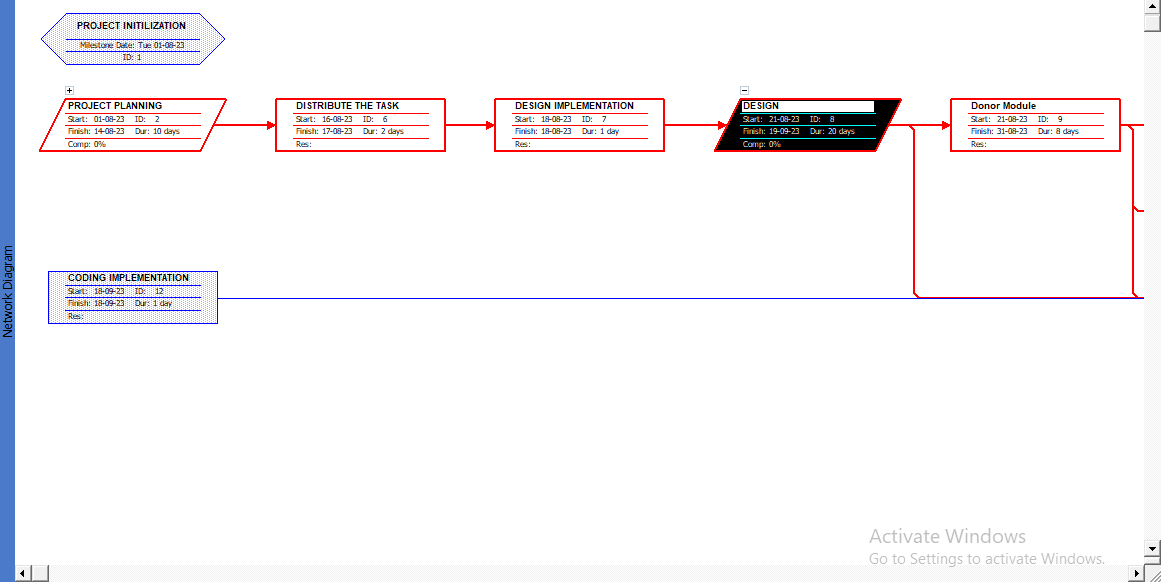 PROJECT INITILIZATION
Milestone Date: Tue 01-08-23
ID: 1
PROJECT PLANNING
Start: 01-08-23 ID: 2
Finish: 14-08-23 Dur: 10 days
Comp: 0%
DISTRIBUTE THE TASK
Start: 16-08-23 ID: 6
Finish: 17-08-23 Dur: 2 days
Res:
DESIGN IMPLEMENTATION
Start: 18-08-23 ID: 7
Finish: 18-08-23 Dur: 1 day
Res:
DESIGN
Start: 21-08-23 ID: 8
Finish: 19-09-23 Dur: 20 days
Comp: 0%
Donor Module
Start: 21-08-23 ID: 9
Finish: 31-08-23 Dur: 8 days
Res:
CODING IMPLEMENTATION
Start: 18-09-23 ID: 12
Finish: 18-09-23 Dur: 1 day
Res:
Network Diagram
Activate Windows
Go to Settings to activate Windows.